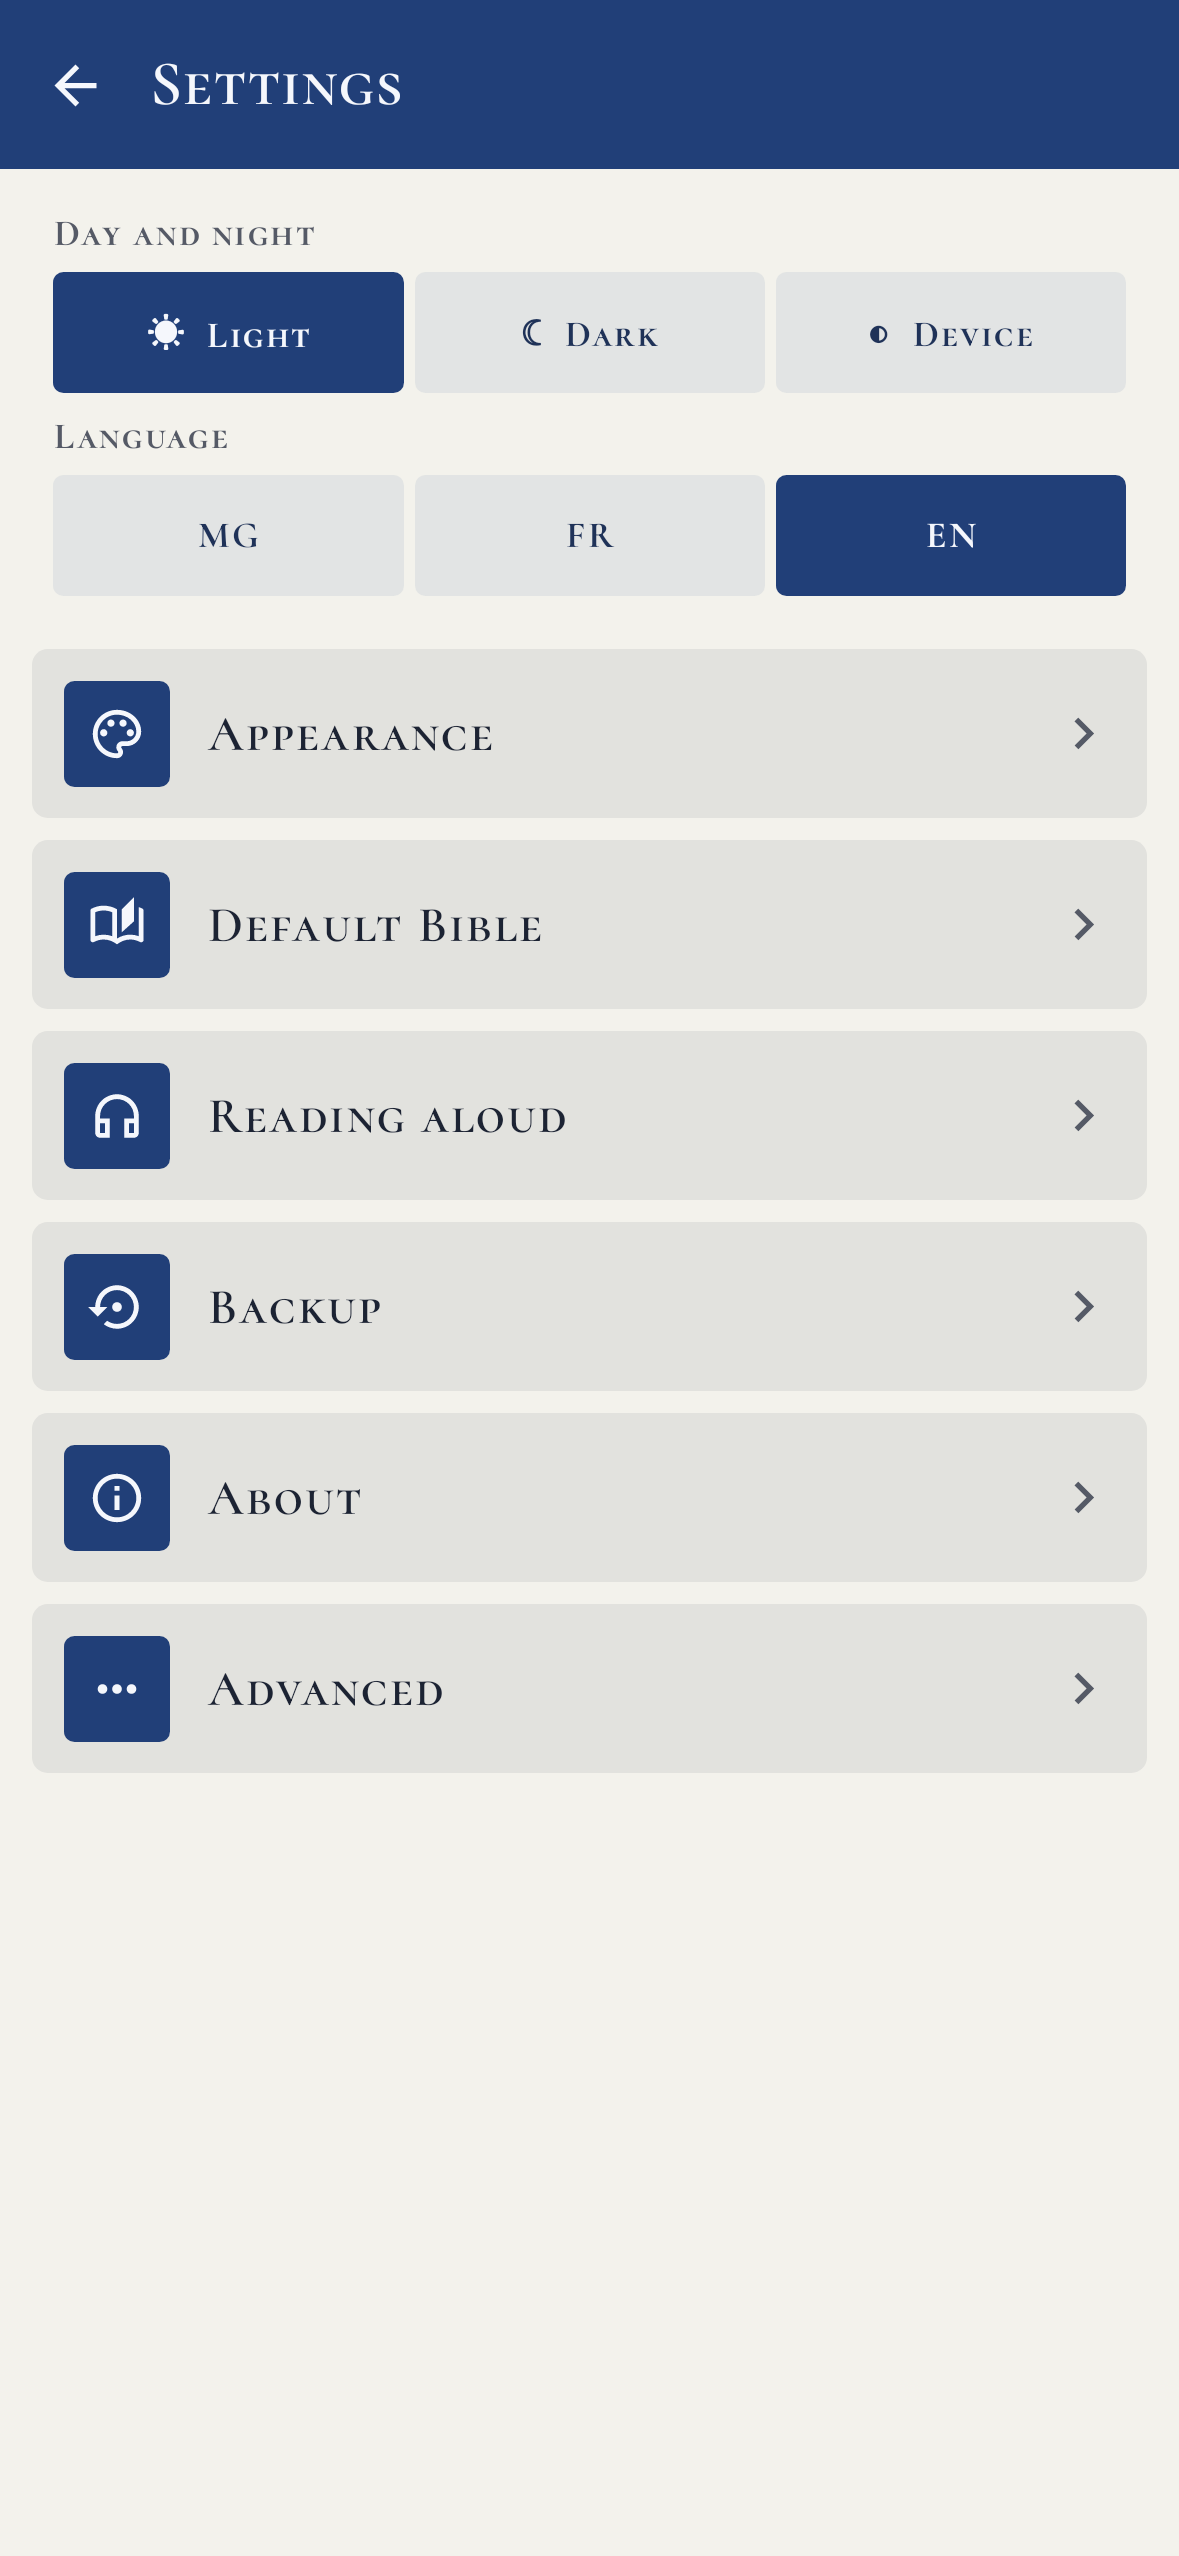 Settings
Day and night
Light
Dark
Device
Language
MG
FR
EN
Appearance
Default Bible
Reading aloud
Backup
About
Advanced